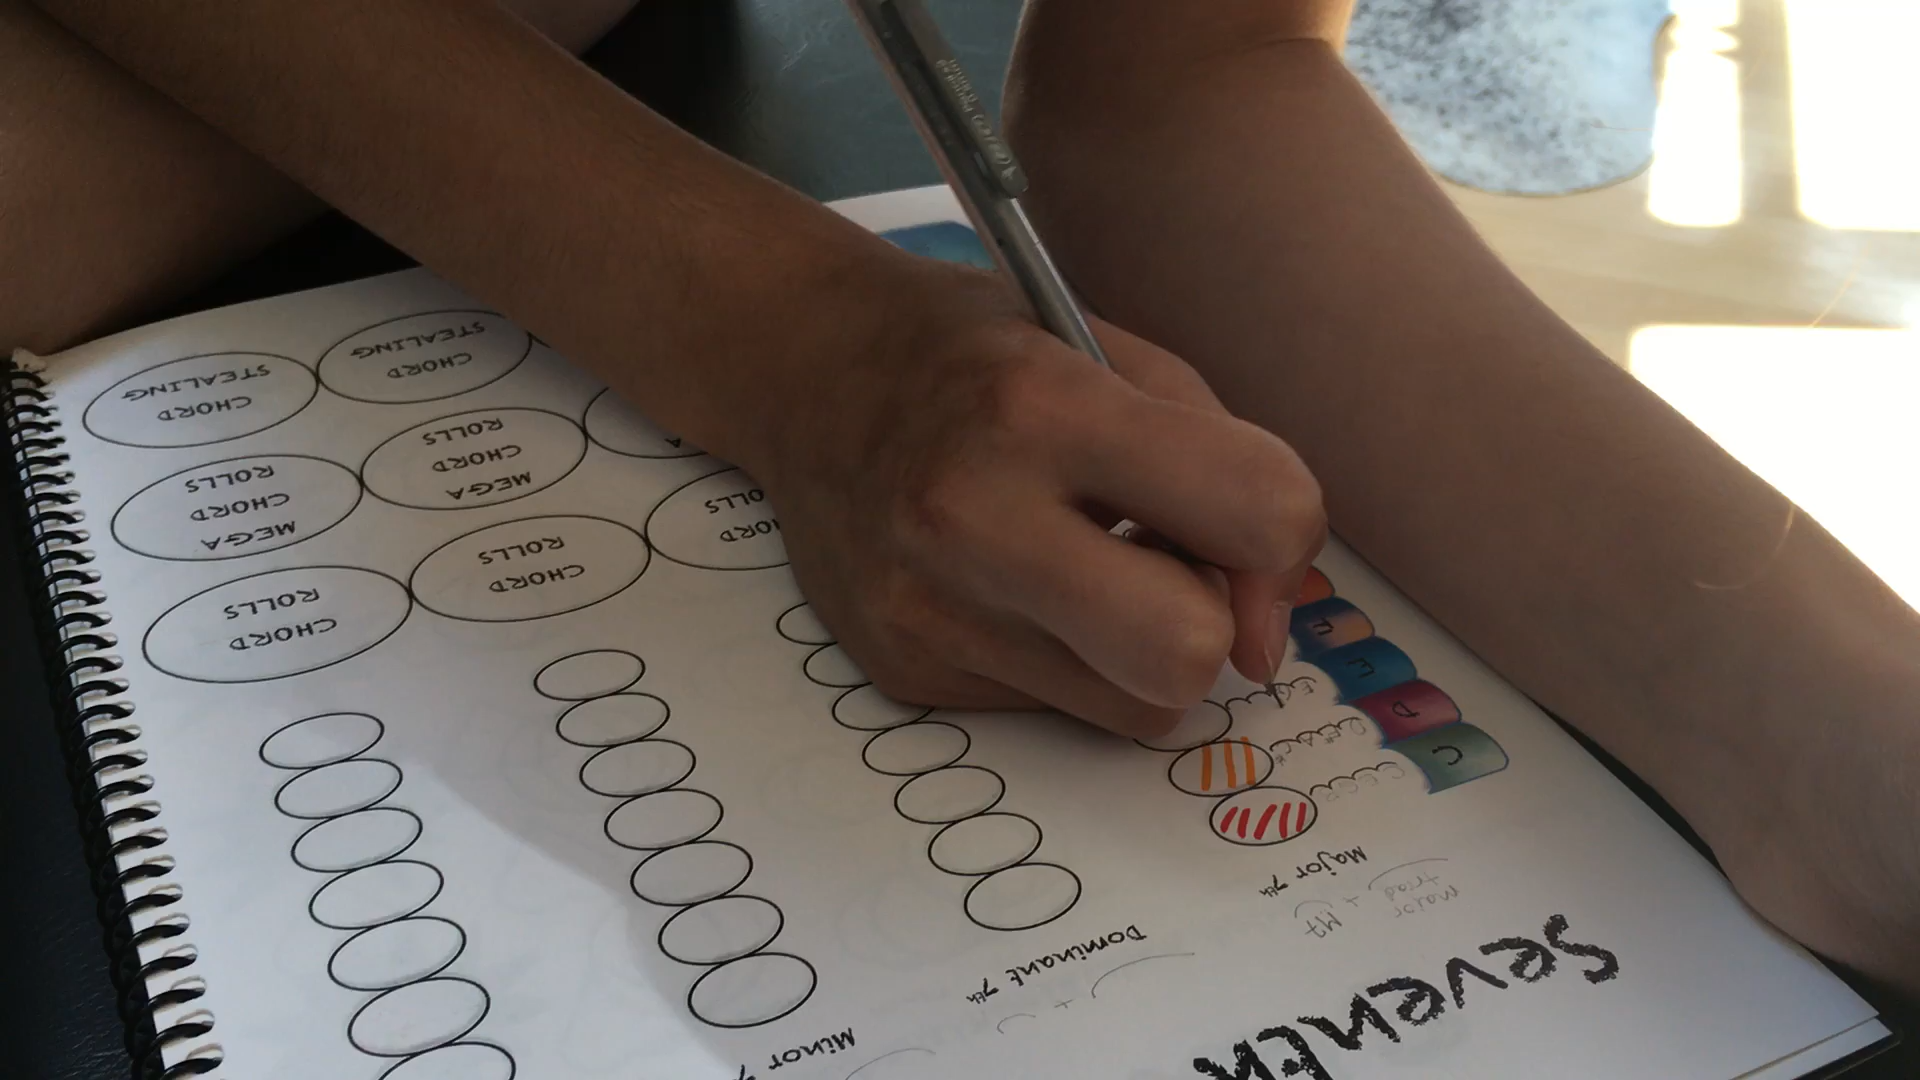 Seventh
major
triad + M7
Major 7th
Dominant 7th
+
Minor 7
C
D
E
F
C E G B
D F# A C#
E
CHORD
ROLLS
CHORD
ROLLS
CHORD
ROLLS
MEGA
CHORD
ROLLS
MEGA
CHORD
ROLLS
A
CHORD
STEALING
CHORD
STEALING